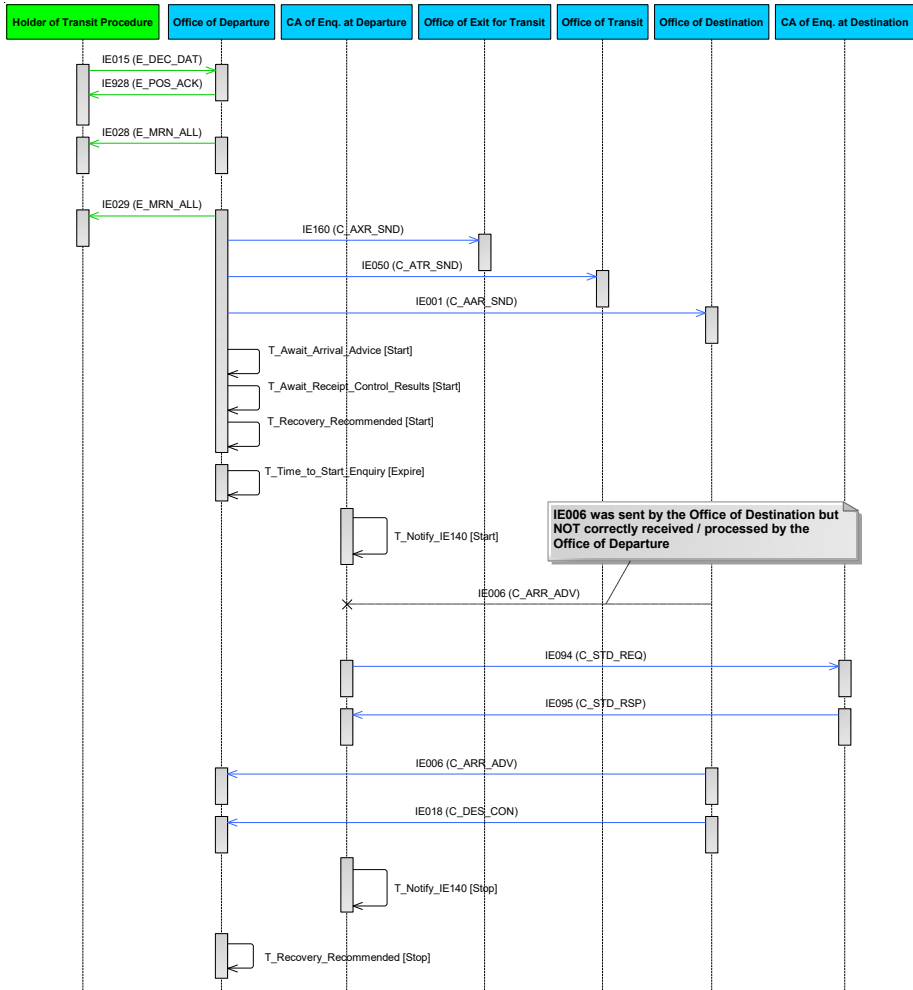 Holder of Transit Procedure
Office of Departure
CA of Enq. at Departure
Office of Exit for Transit
Office of Transit
Office of Destination
CA of Enq. at Destination
IE015 (E_DEC_DAT)
IE928 (E_POS_ACK)
IE028 (E_MRN_ALL)
IE029 (E_MRN_ALL)
IE160 (C_AXR_SND)
IE050 (C_ATR_SND)
IE001 (C_AAR_SND)
T_Await_Arrival_Advice [Start]
T_Await_Receipt_Control_Results [Start]
T_Recovery_Recommended [Start]
T_Time_to_Start_Enquiry [Expire]
IE006 was sent by the Office of Destination but
NOT correctly received / processed by the
Office of Departure
T_Notify_IE140 [Start]
IE006 (C_ARR_ADV)
IE094 (C_STD_REQ)
IE095 (C_STD_RSP)
IE006 (C_ARR_ADV)
IE018 (C_DES_CON)
T_Notify_IE140 [Stop]
T_Recovery_Recommended [Stop]